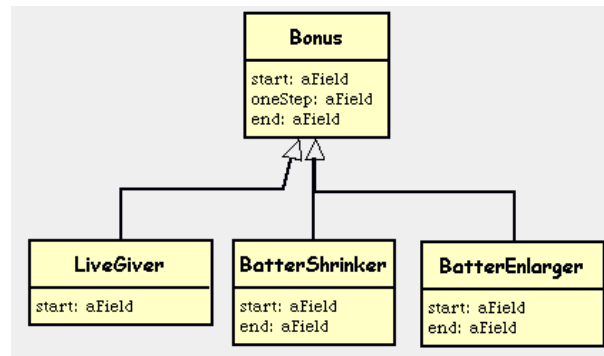 Bonus
start: aField
oneStep: aField
end: aField
LiveGiver
start: aField
BatterShrinker
start: aField
end: aField
BatterEnlarger
start: aField
end: aField